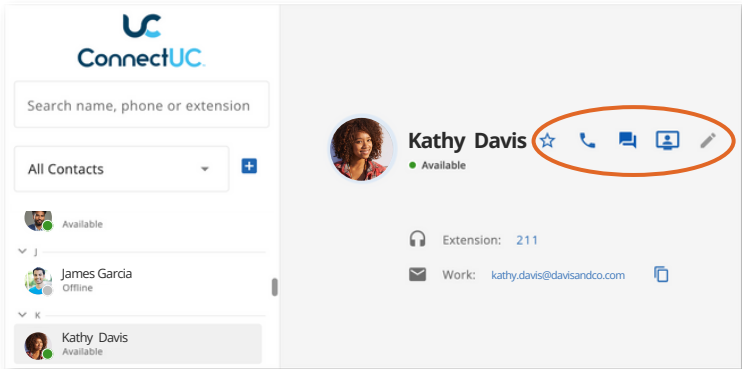 UC
ConnectUC
Search name, phone or extension
All Contacts
Available
J
James Garcia
Offline
K
Kathy Davis
Available
Kathy Davis
Available
Extension: 211
Work: kathy.davis@davisandco.com